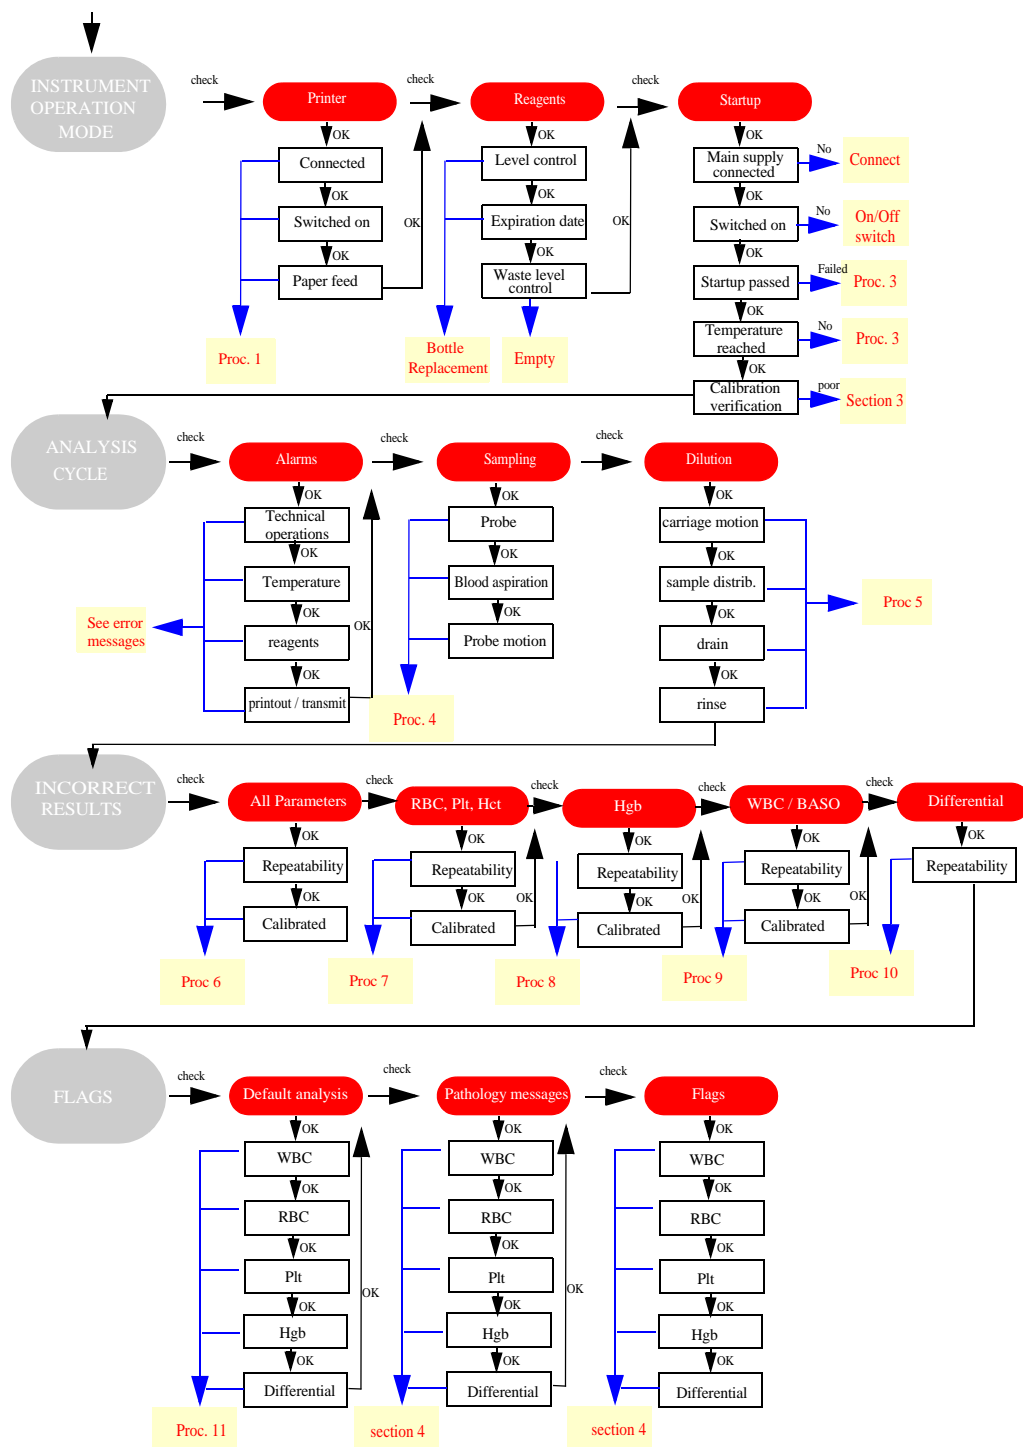 INSTRUMENT
OPERATION
MODE
check
Printer
OK
Connected
OK
Switched on
OK
Paper feed
OK
Proc. 1
check
Reagents
OK
Level control
OK
Expiration date
OK
Waste level
control
OK
Bottle
Replacement
Empty
check
Startup
OK
Main supply
connected
No
Connect
OK
Switched on
No
On/Off
switch
OK
Startup passed
Failed
Proc. 3
OK
Temperature
reached
No
Proc. 3
OK
Calibration
verification
poor
Section 3
ANALYSIS
CYCLE
check
Alarms
OK
Technical
operations
OK
Temperature
OK
reagents
OK
printout / transmit
OK
See error
messages
check
Sampling
OK
Probe
OK
Blood aspiration
OK
Probe motion
Proc. 4
check
Dilution
OK
carriage motion
OK
sample distrib.
OK
drain
OK
rinse
Proc 5
INCORRECT
RESULTS
check
All Parameters
OK
Repeatability
OK
Calibrated
Proc 6
check
RBC, Plt, Hct
OK
Repeatability
OK
Calibrated
OK
Proc 7
check
Hgb
OK
Repeatability
OK
Calibrated
OK
Proc 8
check
WBC / BASO
OK
Repeatability
OK
Calibrated
OK
Proc 9
check
Differential
OK
Repeatability
Proc 10
FLAGS
check
Default analysis
OK
WBC
OK
RBC
OK
Plt
OK
Hgb
OK
Differential
OK
Proc. 11
check
Pathology messages
OK
WBC
OK
RBC
OK
Plt
OK
Hgb
OK
Differential
OK
section 4
check
Flags
OK
WBC
OK
RBC
OK
Plt
OK
Hgb
OK
Differential
section 4